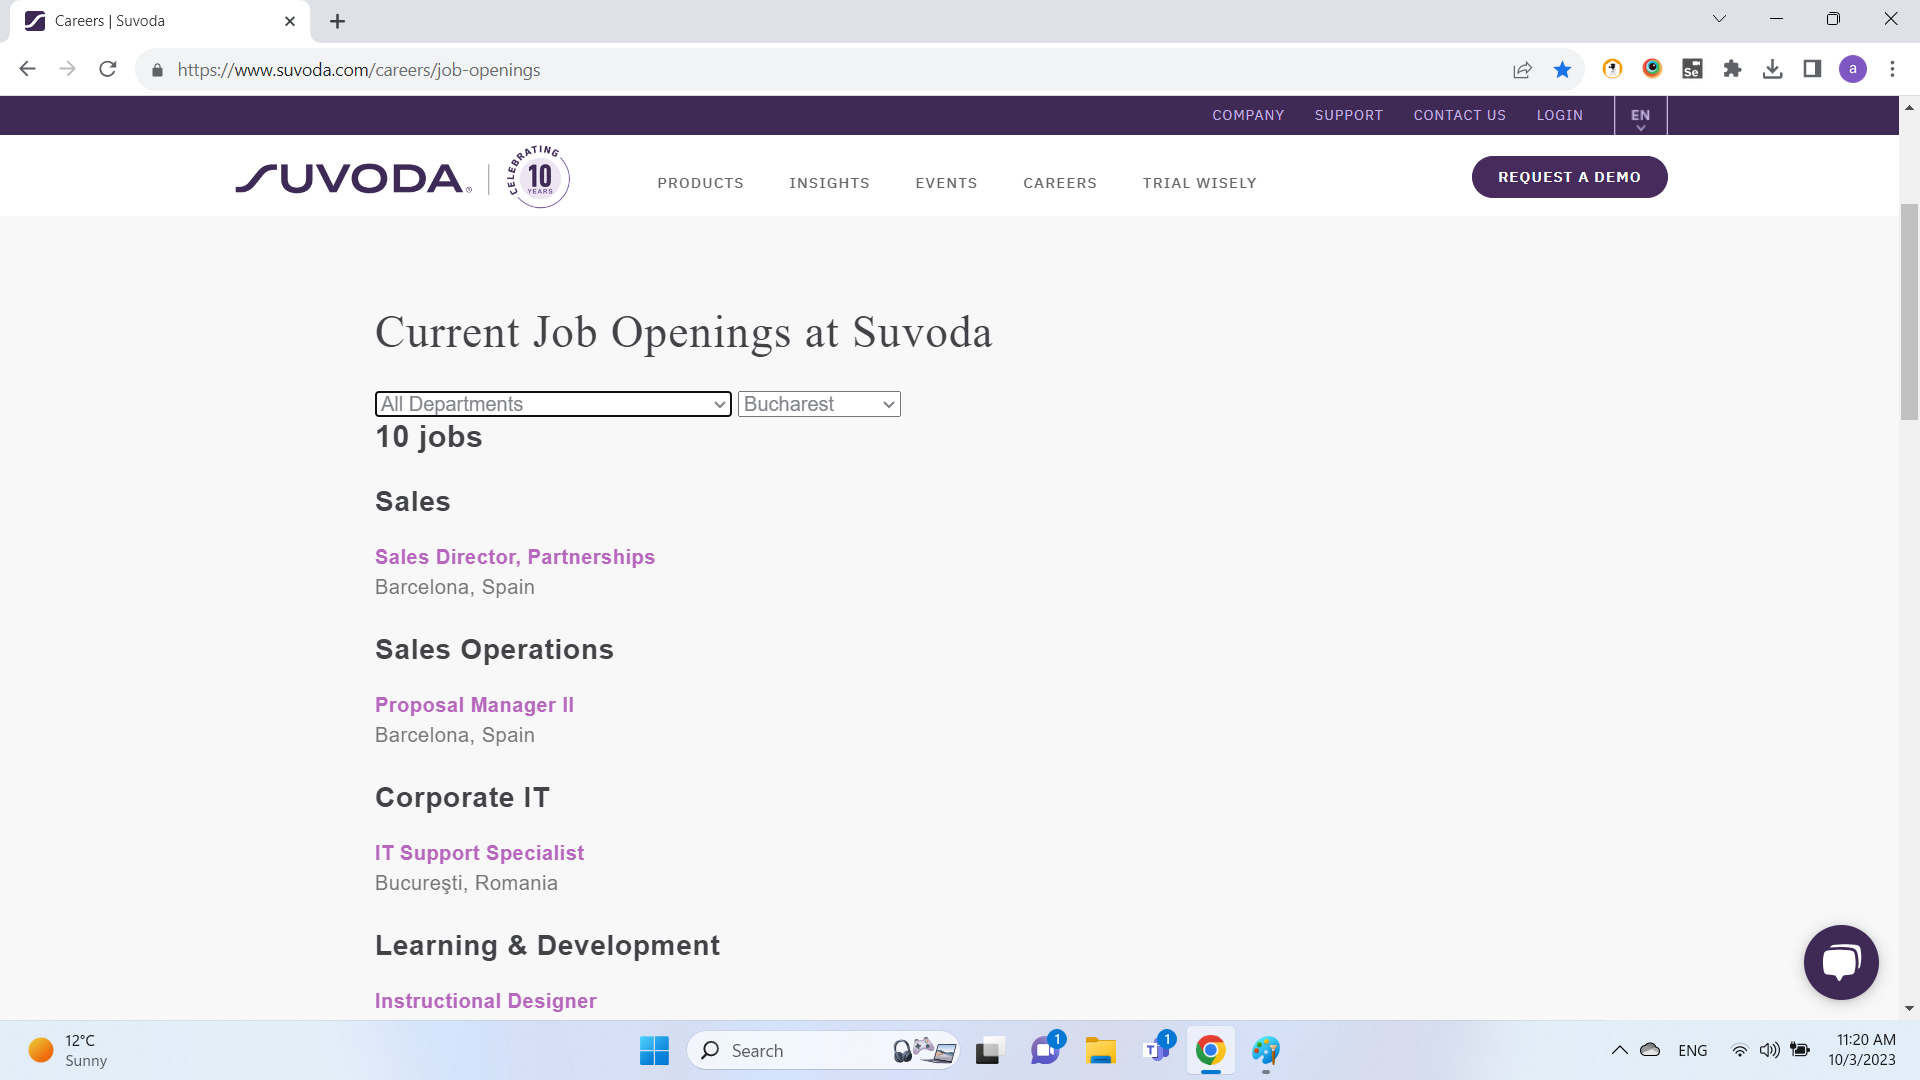 Careers | Suvoda
https://www.suvoda.com/careers/job-openings
Se
a
COMPANY SUPPORT CONTACT US LOGIN EN
SUVODA® CELEBRATING 10 YEARS
PRODUCTS INSIGHTS EVENTS CAREERS TRIAL WISELY
REQUEST A DEMO
Current Job Openings at Suvoda
All Departments Bucharest
10 jobs
Sales
Sales Director, Partnerships
Barcelona, Spain
Sales Operations
Proposal Manager II
Barcelona, Spain
Corporate IT
IT Support Specialist
Bucureşti, Romania
Learning & Development
Instructional Designer
12°C
Sunny
Search
1
1
T
ENG
11:20 AM
10/3/2023